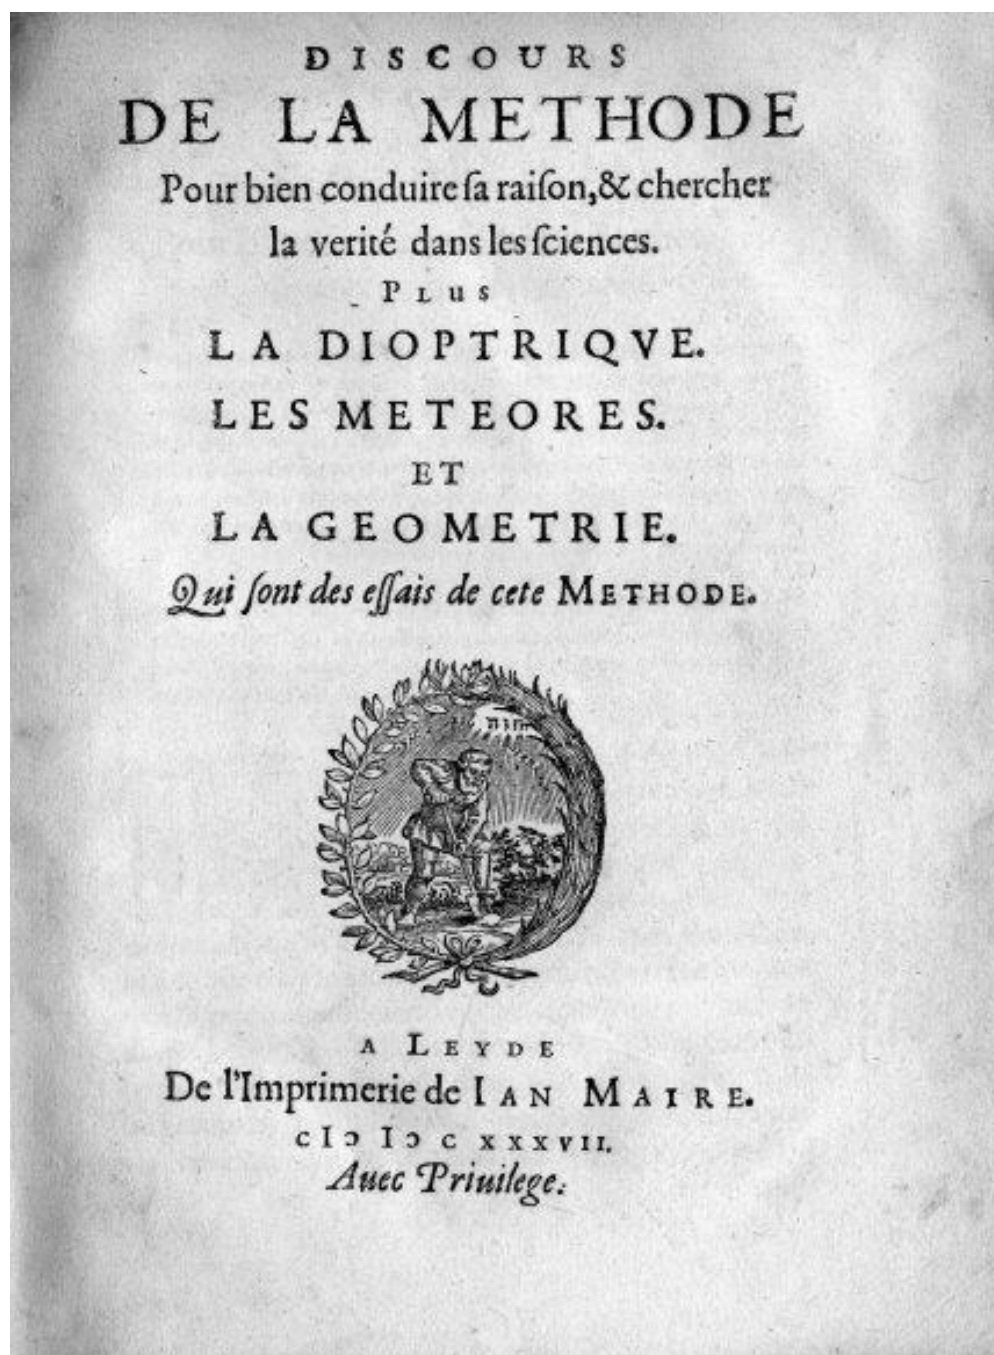 DISCOURS
DE LA METHODE
Pour bien conduire ſa raiſon,& chercher
la verité dans les ſciences.
PLus
LA DIOPTRIQVE.
LES METEORES.
ET
LA GEOMETRIE.
Qui ſont des eſſais de cete METHODE.
A LEYDE
De l'Imprimerie de IAN MAIRE.
cIↄ Iↄ c xxxvii.
Auec Priuilege.